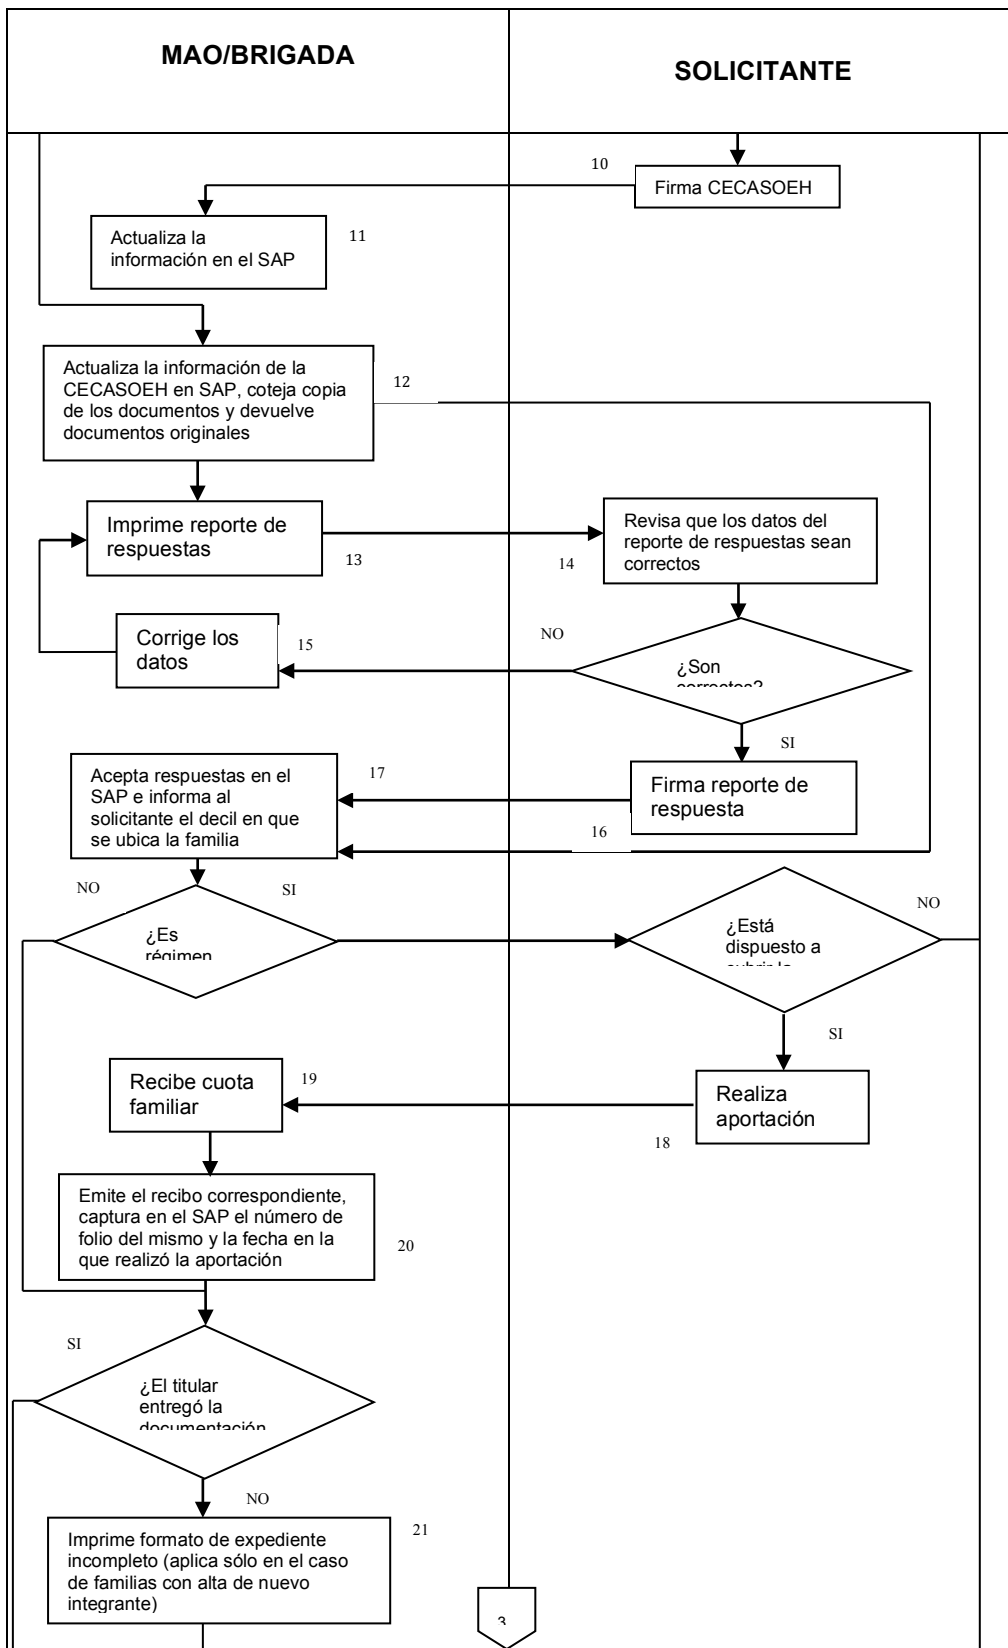 MAO/BRIGADA
SOLICITANTE
10
Firma CECASOEH
Actualiza la
información en el SAP
11
Actualiza la información de la
CECASOEH en SAP, coteja copia
de los documentos y devuelve
documentos originales
12
Imprime reporte de
respuestas
13
Revisa que los datos del
reporte de respuestas sean
correctos
14
Corrige los
datos
15
NO
¿Son
correctos?
SI
Acepta respuestas en el
SAP e informa al
solicitante el decil en que
se ubica la familia
17
Firma reporte de
respuesta
16
NO
SI
¿Es
régimen
¿Está
dispuesto a
cubrir la
NO
SI
Recibe cuota
familiar
19
Realiza
aportación
18
Emite el recibo correspondiente,
captura en el SAP el número de
folio del mismo y la fecha en la
que realizó la aportación
20
SI
¿El titular
entregó la
documentación
NO
Imprime formato de expediente
incompleto (aplica sólo en el caso
de familias con alta de nuevo
integrante)
21
3